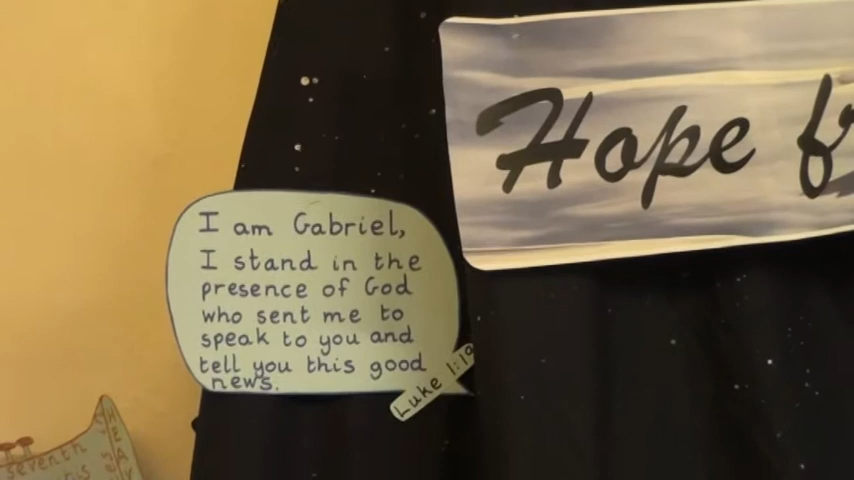 Hope
I am Gabriel,
I stand in the
presence of God
who sent me to
speak to you and
tell you this good
news.
Luke 1:19
seventh